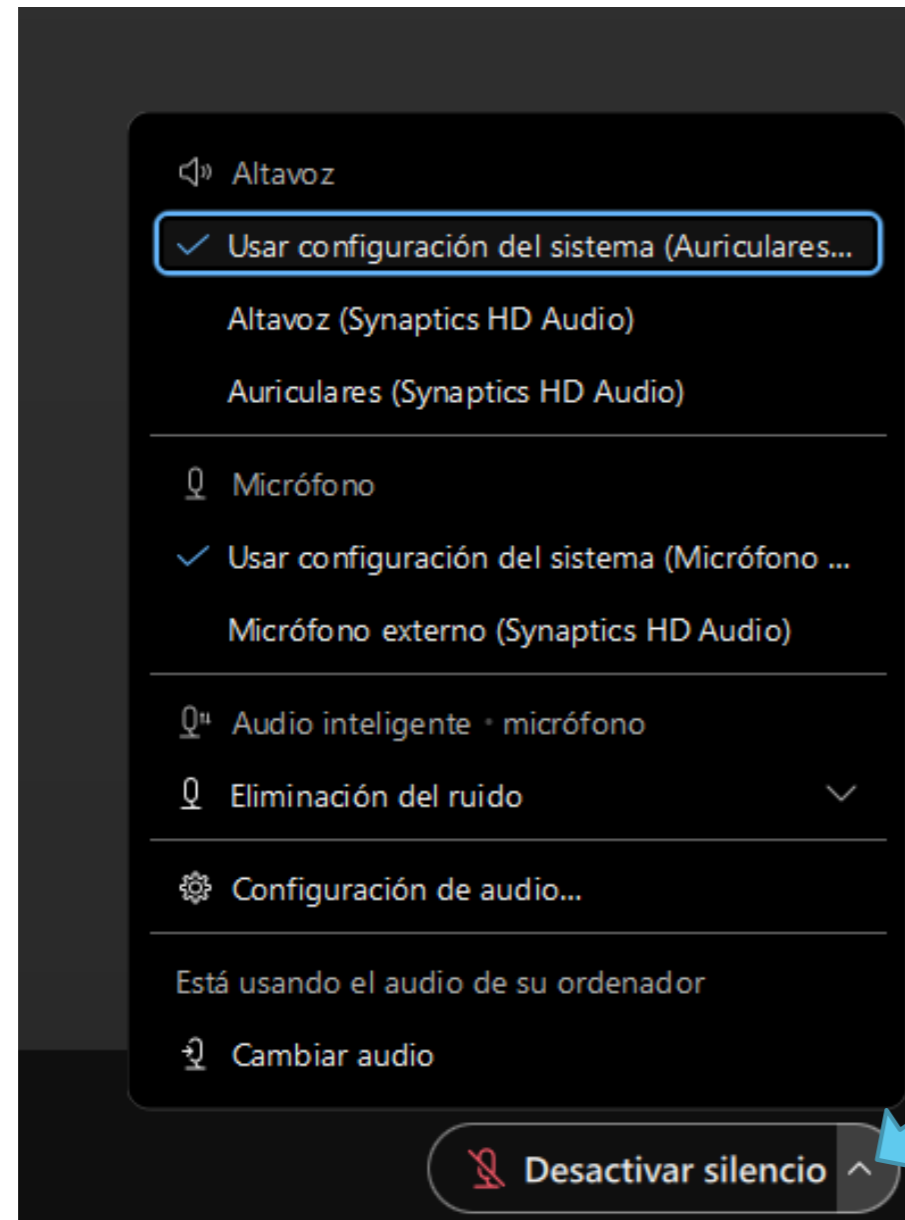 Altavoz
Usar configuración del sistema (Auriculares...
Altavoz (Synaptics HD Audio)
Auriculares (Synaptics HD Audio)
Micrófono
Usar configuración del sistema (Micrófono ...
Micrófono externo (Synaptics HD Audio)
Audio inteligente • micrófono
Eliminación del ruido
Configuración de audio...
Está usando el audio de su ordenador
Cambiar audio
Desactivar silencio